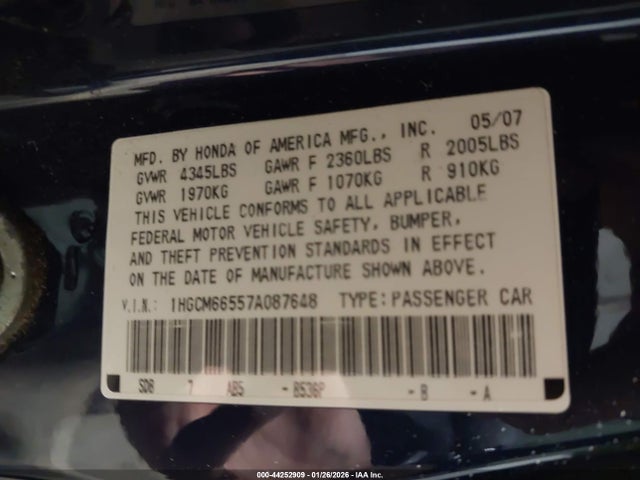 MFD. BY HONDA OF AMERICA MFG., INC. 05/07
GVWR 4345LBS GAWR F 2360LBS R 2005LBS
GVWR 1970KG GAWR F 1070KG R 910KG
THIS VEHICLE CONFORMS TO ALL APPLICABLE
FEDERAL MOTOR VEHICLE SAFETY, BUMPER,
AND THEFT PREVENTION STANDARDS IN EFFECT
ON THE DATE OF MANUFACTURE SHOWN ABOVE.
V.I.N.: 1HGCM66557A087648 TYPE: PASSENGER CAR
SDB 7 AB5 -B536P -B -A
000-44252909 - 01/26/2026 - IAA Inc.